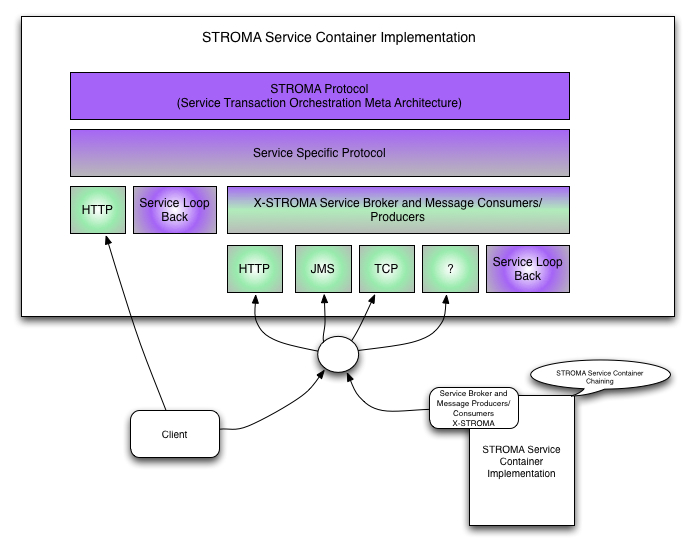 STROMA Service Container Implementation
STROMA Protocol
(Service Transaction Orchestration Meta Architecture)
Service Specific Protocol
HTTP
Service Loop
Back
X-STROMA Service Broker and Message Consumers/
Producers
HTTP
JMS
TCP
?
Service Loop
Back
STROMA Service Container
Chaining
Service Broker and
Message Producers/
Consumers
X-STROMA
Client
STROMA Service
Container
Implementation